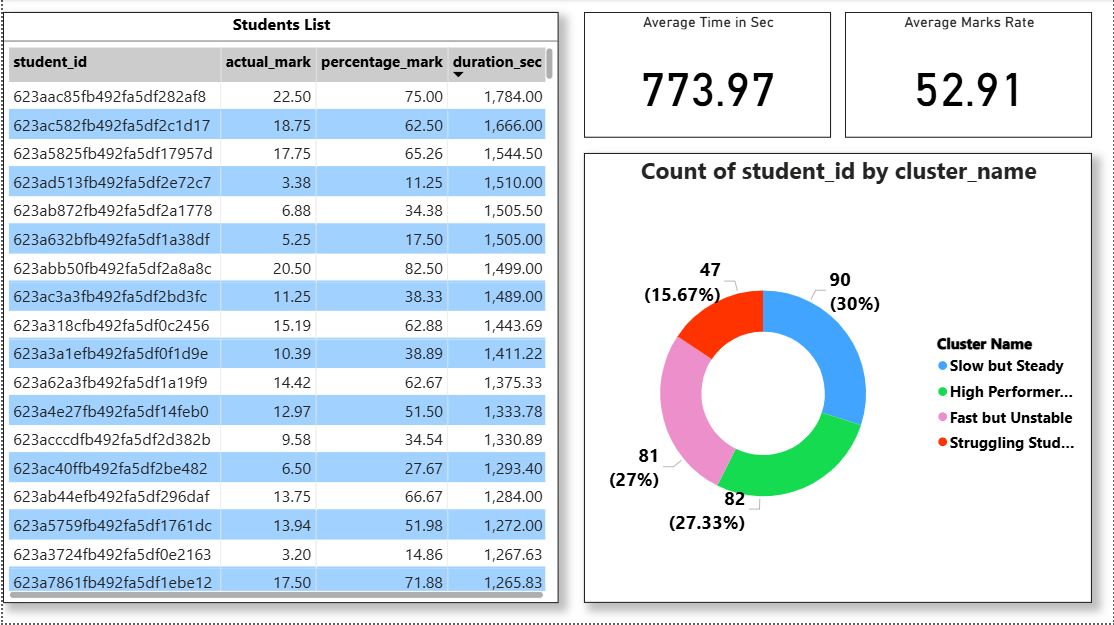 Students List
student_id actual_mark percentage_mark duration_sec
623aac85fb492fa5df282af8 22.50 75.00 1,784.00
623ac582fb492fa5df2c1d17 18.75 62.50 1,666.00
623a5825fb492fa5df17957d 17.75 65.26 1,544.50
623ad513fb492fa5df2e72c7 3.38 11.25 1,510.00
623ab872fb492fa5df2a1778 6.88 34.38 1,505.50
623a632bfb492fa5df1a38df 5.25 17.50 1,505.00
623abb50fb492fa5df2a8a8c 20.50 82.50 1,499.00
623ac3a3fb492fa5df2bd3fc 11.25 38.33 1,489.00
623a318cfb492fa5df0c2456 15.19 62.88 1,443.69
623a3a1efb492fa5df0f1d9e 10.39 38.89 1,411.22
623a62a3fb492fa5df1a19f9 14.42 62.67 1,375.33
623a4e27fb492fa5df14feb0 12.97 51.50 1,333.78
623acccdfb492fa5df2d382b 9.58 34.54 1,330.89
623ac40ffb492fa5df2be482 6.50 27.67 1,293.40
623ab44efb492fa5df296daf 13.75 66.67 1,284.00
623a5759fb492fa5df1761dc 13.94 51.98 1,272.00
623a3724fb492fa5df0e2163 3.20 14.86 1,267.63
623a7861fb492fa5df1ebe12 17.50 71.88 1,265.83
Average Time in Sec
773.97
Average Marks Rate
52.91
Count of student_id by cluster_name
47
(15.67%)
90
(30%)
81
(27%)
82
(27.33%)
Cluster Name
Slow but Steady
High Performer...
Fast but Unstable
Struggling Stud...